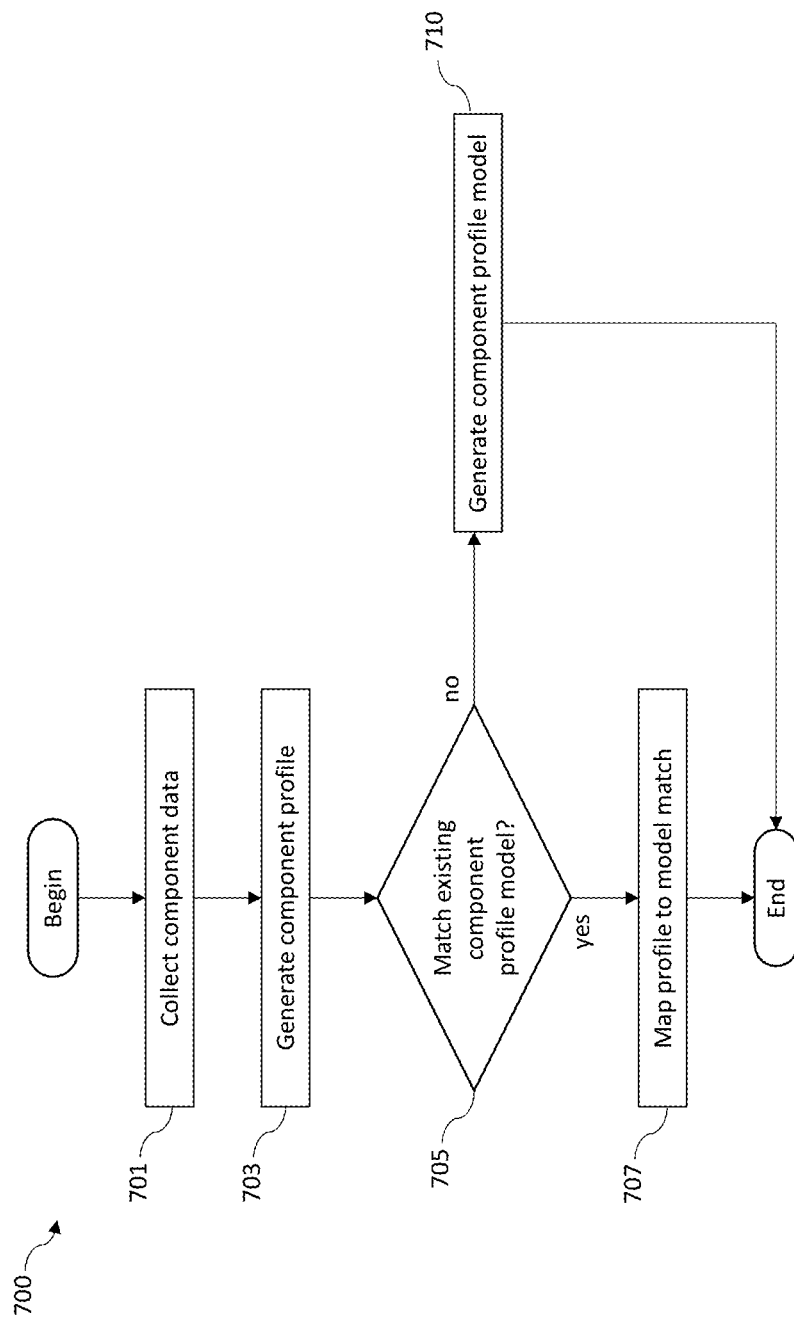 700
Begin
701
Collect component data
703
Generate component profile
705
Match existing
component
profile model?
no
710
Generate component profile model
yes
707
Map profile to model match
End